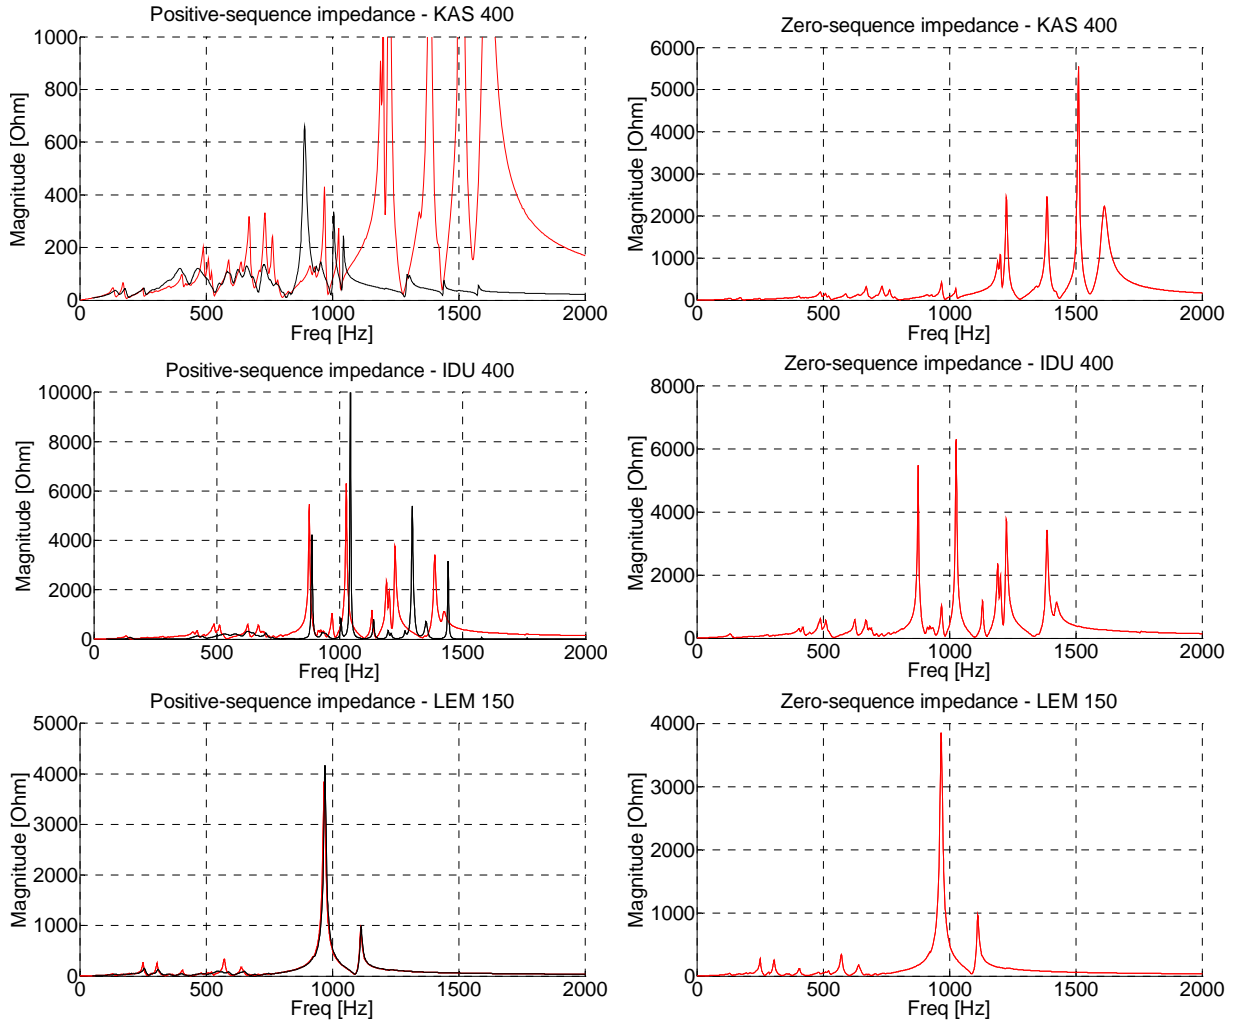 Positive-sequence impedance - KAS 400
Magnitude [Ohm]
1000
800
600
400
200
0
0 500 1000 1500 2000
Freq [Hz]
Zero-sequence impedance - KAS 400
Magnitude [Ohm]
6000
5000
4000
3000
2000
1000
0
0 500 1000 1500 2000
Freq [Hz]
Positive-sequence impedance - IDU 400
Magnitude [Ohm]
10000
8000
6000
4000
2000
0
0 500 1000 1500 2000
Freq [Hz]
Zero-sequence impedance - IDU 400
Magnitude [Ohm]
8000
6000
4000
2000
0
0 500 1000 1500 2000
Freq [Hz]
Positive-sequence impedance - LEM 150
Magnitude [Ohm]
5000
4000
3000
2000
1000
0
0 500 1000 1500 2000
Freq [Hz]
Zero-sequence impedance - LEM 150
Magnitude [Ohm]
4000
3000
2000
1000
0
0 500 1000 1500 2000
Freq [Hz]